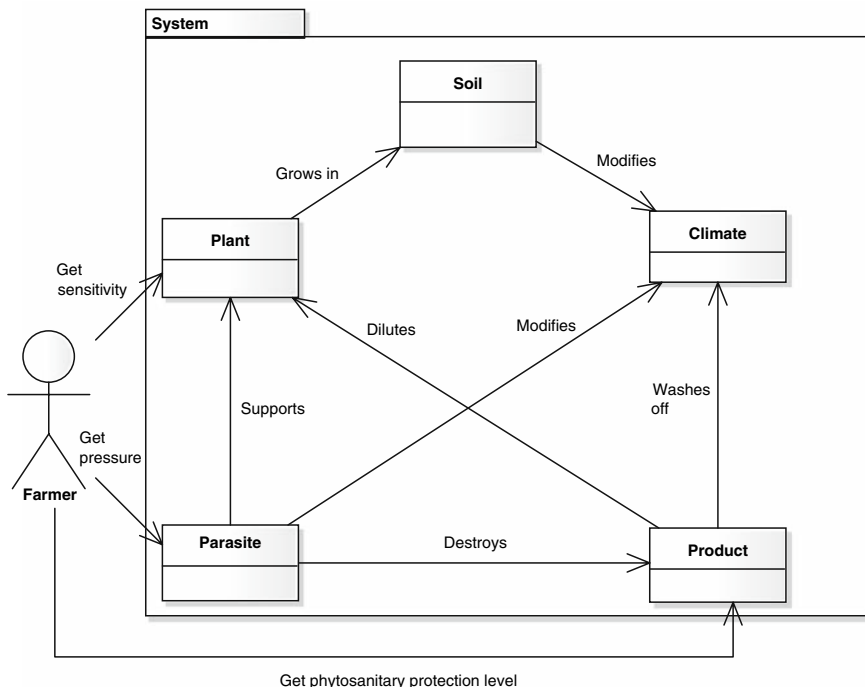 System
Soil
Grows in
Modifies
Plant
Climate
Get
sensitivity
Dilutes
Modifies
Washes
off
Supports
Get
pressure
Farmer
Parasite
Destroys
Product
Get phytosanitary protection level